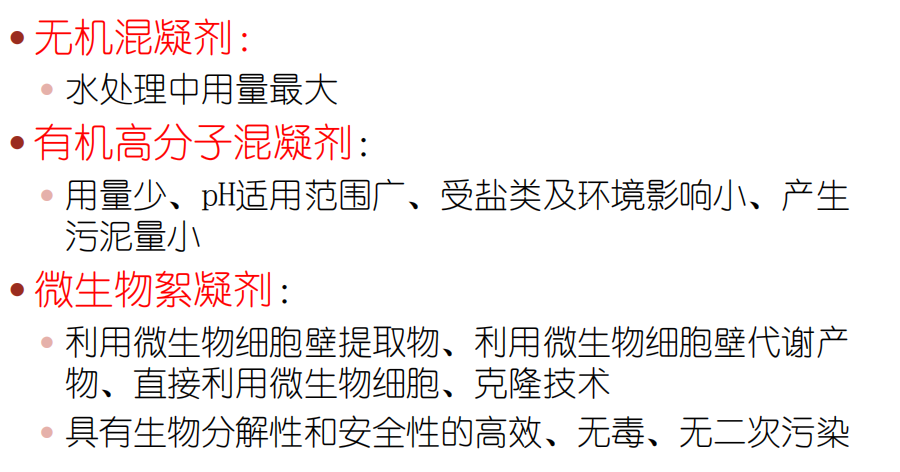 • 无机混凝剂：
• 水处理中用量最大
• 有机高分子混凝剂：
• 用量少、pH适用范围广、受盐类及环境影响小、产生
污泥量小
• 微生物絮凝剂：
• 利用微生物细胞壁提取物、利用微生物细胞壁代谢产
物、直接利用微生物细胞、克隆技术
• 具有生物分解性和安全性的高效、无毒、无二次污染